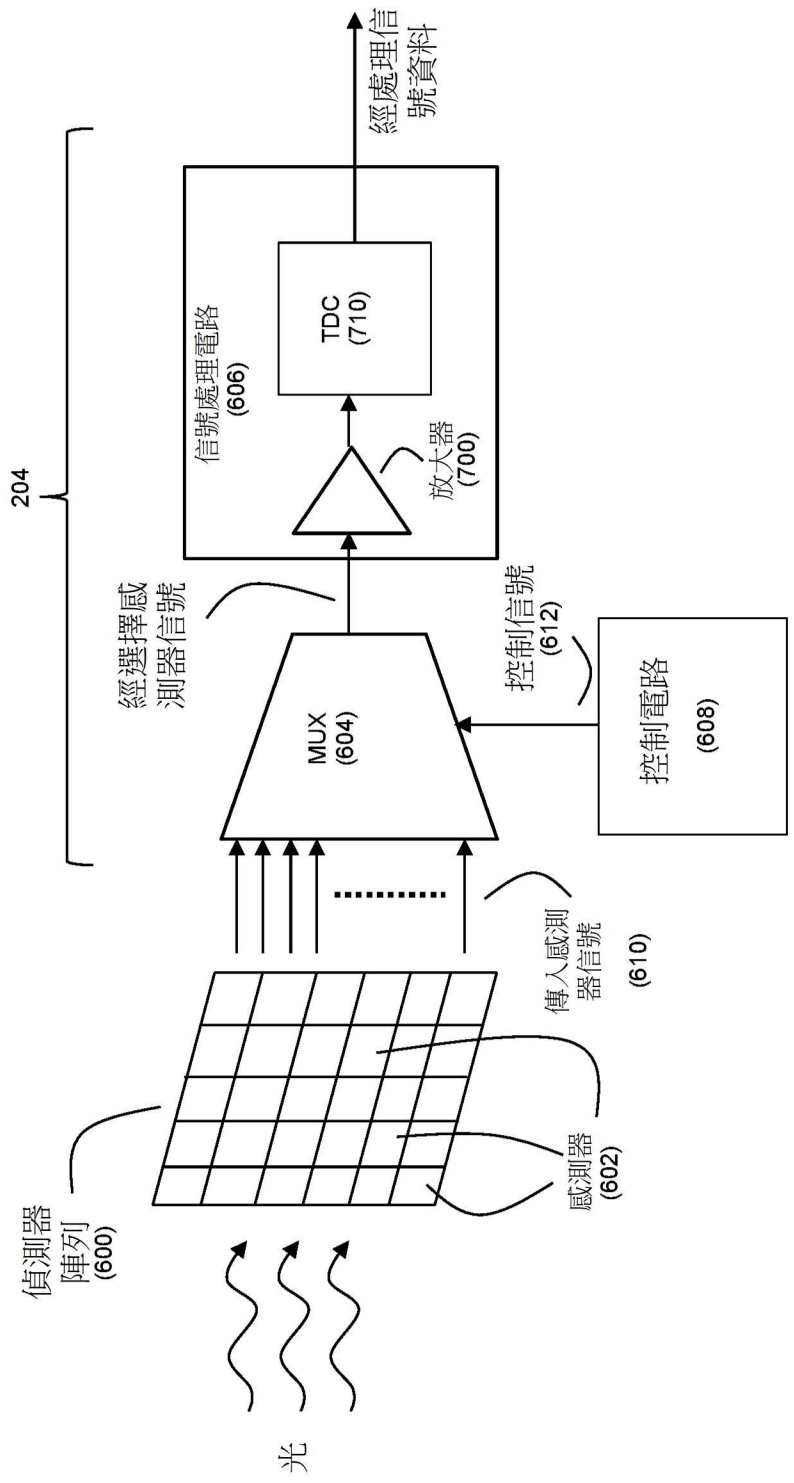 204
光
偵測器
陣列
(600)
感測器
(602)
傳入感測
器信號
(610)
MUX
(604)
控制電路
(608)
控制信號
(612)
經選擇感
測器信號
信號處理電路
(606)
放大器
(700)
TDC
(710)
經處理信
號資料